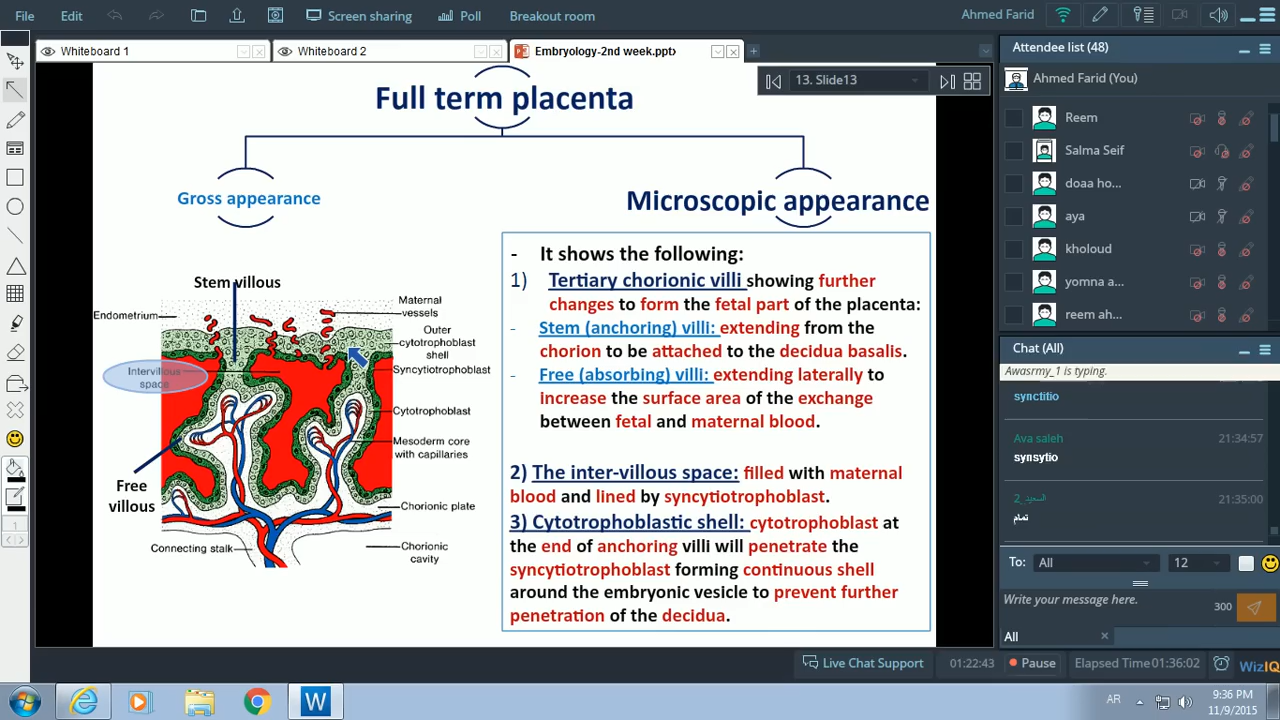 File
Edit
Screen sharing
Poll
Breakout room
Ahmed Farid
Whiteboard 1
Whiteboard 2
Embryology-2nd week.ppt
13. Slide13
Full term placenta
Gross appearance
Microscopic appearance
Stem villous
Endometrium
Maternal
vessels
Outer
cytotrophoblast
shell
Intervillous
space
Syncytiotrophoblast
Cytotrophoblast
Mesoderm core
with capillaries
Free
villous
Chorionic plate
Connecting stalk
Chorionic
cavity
- It shows the following:
1) Tertiary chorionic villi showing further
changes to form the fetal part of the placenta:
- Stem (anchoring) villi: extending from the
chorion to be attached to the decidua basalis.
- Free (absorbing) villi: extending laterally to
increase the surface area of the exchange
between fetal and maternal blood.
2) The inter-villous space: filled with maternal
blood and lined by syncytiotrophoblast.
3) Cytotrophoblastic shell: cytotrophoblast at
the end of anchoring villi will penetrate the
syncytiotrophoblast forming continuous shell
around the embryonic vesicle to prevent further
penetration of the decidua.
Attendee list (48)
Ahmed Farid (You)
Reem
Salma Seif
doaa ho...
aya
kholoud
yomna a...
reem ah...
Chat (All)
Awasrmy_1 is typing.
synctitio
Ava saleh 21:34:57
synsytio
السعيد 2 21:35:00
تمام
To: All 12
Write your message here.
300
All
Live Chat Support
01:22:43
Pause
Elapsed Time 01:36:02
WizIQ
W
AR
9:36 PM
11/9/2015